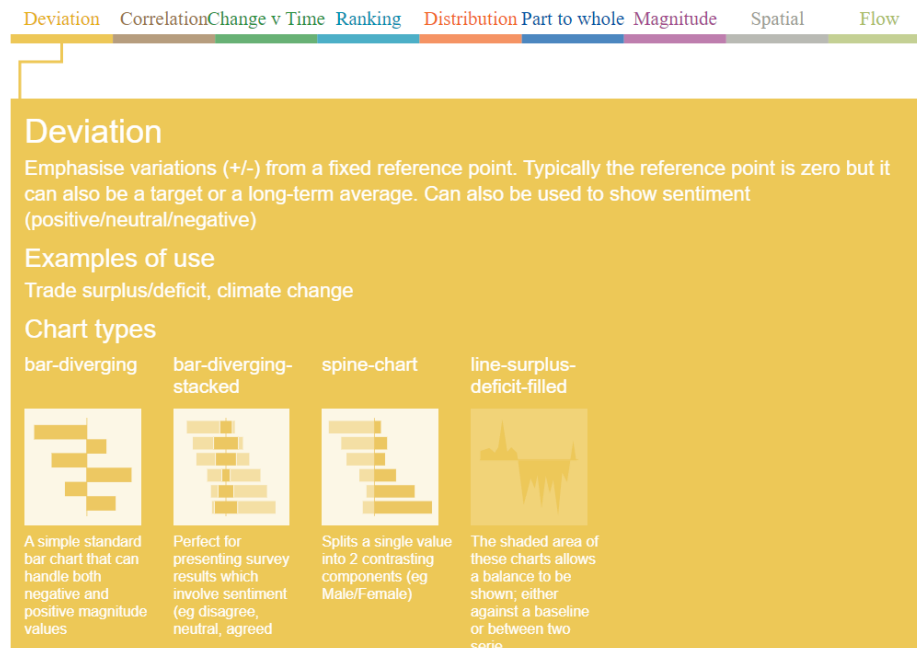 Deviation Correlation Change v Time Ranking Distribution Part to whole Magnitude Spatial Flow
Deviation
Emphasise variations (+/-) from a fixed reference point. Typically the reference point is zero but it
can also be a target or a long-term average. Can also be used to show sentiment
(positive/neutral/negative)
Examples of use
Trade surplus/deficit, climate change
Chart types
bar-diverging
bar-diverging-
stacked
spine-chart
line-surplus-
deficit-filled
A simple standard
bar chart that can
handle both
negative and
positive magnitude
values
Perfect for
presenting survey
results which
involve sentiment
(eg disagree,
neutral, agreed
Splits a single value
into 2 contrasting
components (eg
Male/Female)
The shaded area of
these charts allows
a balance to be
shown; either
against a baseline
or between two
serie